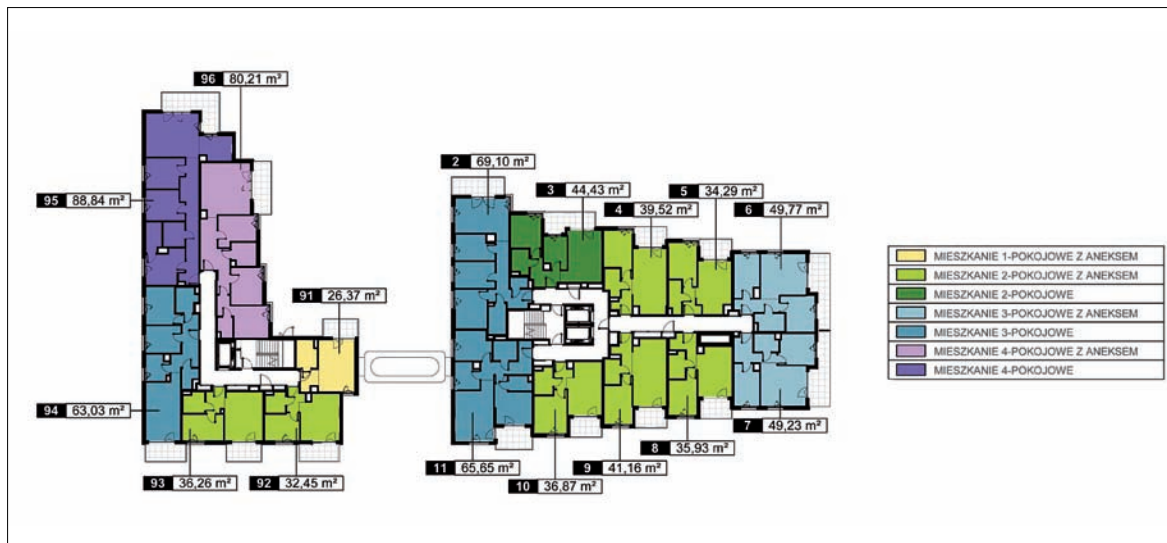 96 80,21 m²
2 69,10 m²
3 44,43 m²
5 34,29 m²
4 39,52 m²
6 49,77 m²
95 88,84 m²
91 26,37 m²
94 63,03 m²
93 36,26 m²
92 32,45 m²
11 65,65 m²
10 36,87 m²
9 41,16 m²
8 35,93 m²
7 49,23 m²
MIESZKANIE 1-POKOJOWE Z ANEKSEM
MIESZKANIE 2-POKOJOWE Z ANEKSEM
MIESZKANIE 2-POKOJOWE
MIESZKANIE 3-POKOJOWE Z ANEKSEM
MIESZKANIE 3-POKOJOWE
MIESZKANIE 4-POKOJOWE Z ANEKSEM
MIESZKANIE 4-POKOJOWE